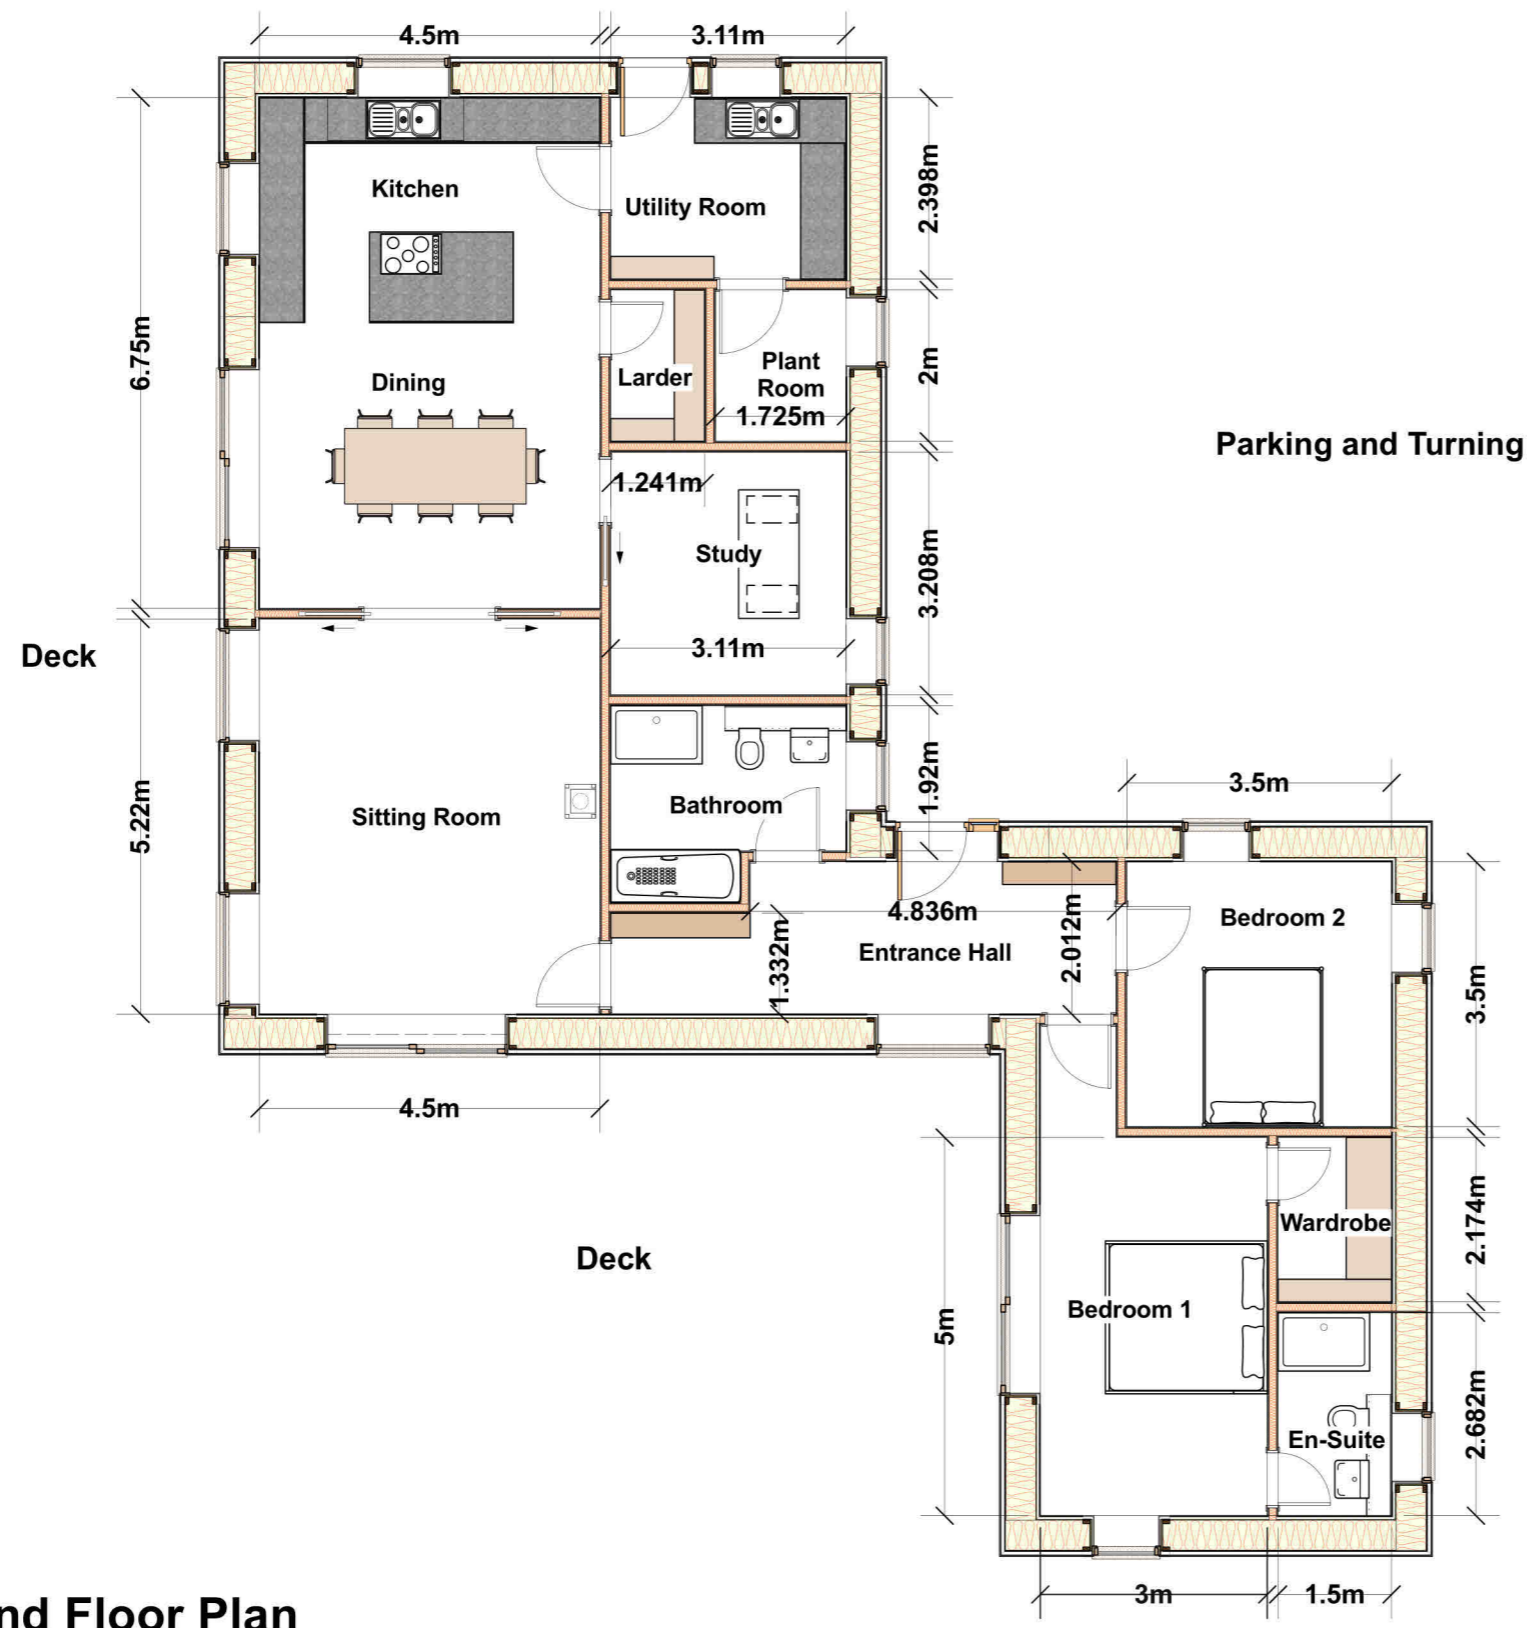 4.5m
3.11m
Kitchen
Utility Room
2.398m
6.75m
Dining
Larder
Plant
Room
1.725m
2m
Parking and Turning
1.241m
Study
3.208m
3.11m
Deck
Sitting Room
5.22m
Bathroom
1.92m
3.5m
4.836m
Entrance Hall
1.332m
2.012m
Bedroom 2
3.5m
4.5m
Deck
5m
Bedroom 1
Wardrobe
2.174m
En-Suite
2.682m
3m
1.5m
nd Floor Plan